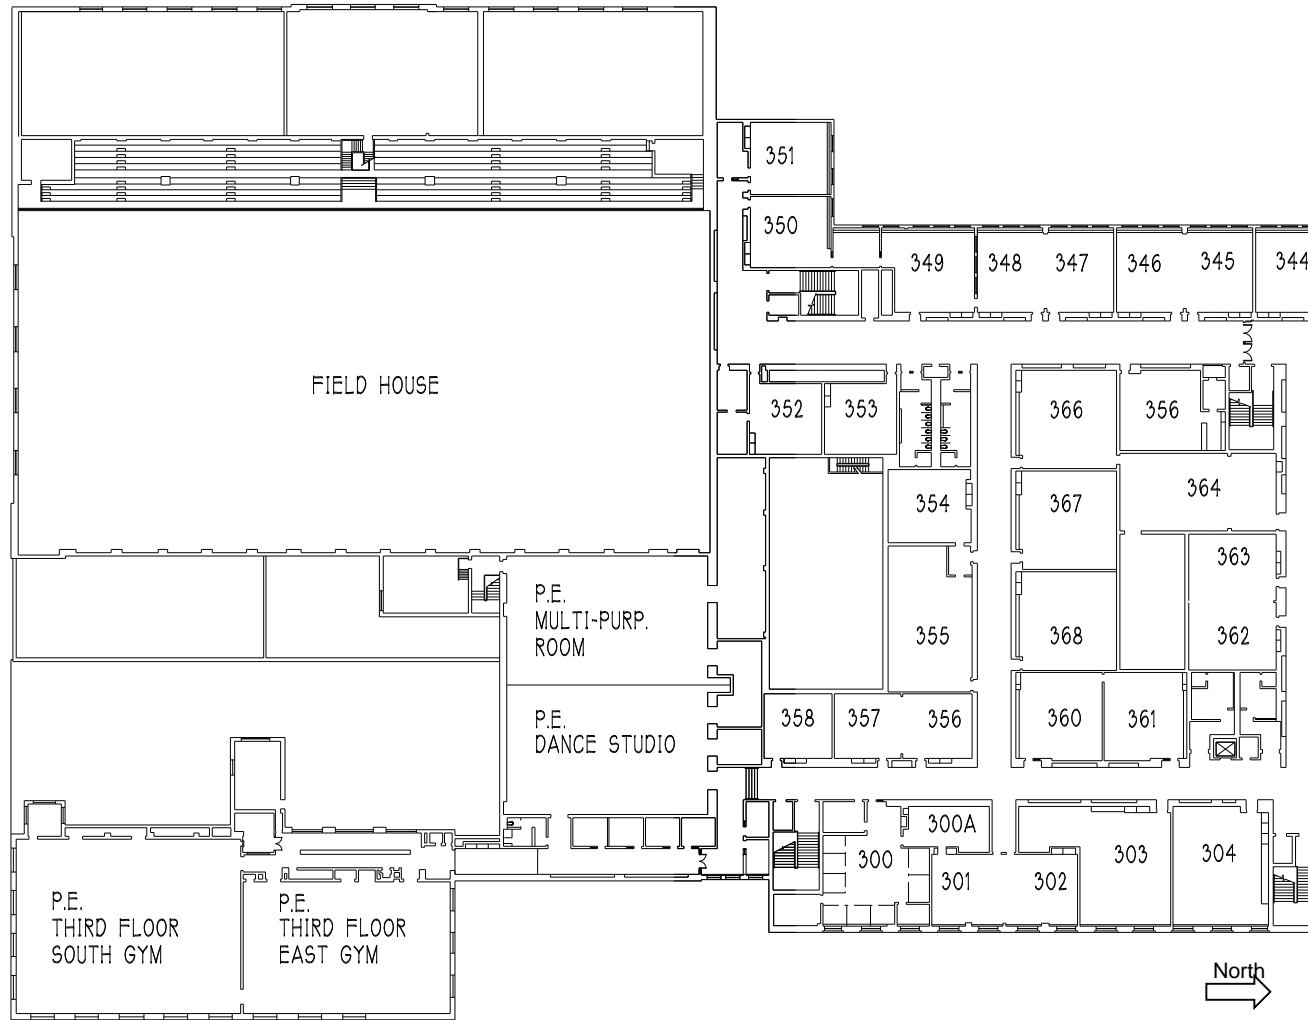 351
350
349
348
347
346
345
344
FIELD HOUSE
352
353
366
356
354
367
364
363
P.E.
MULTI-PURP.
ROOM
355
368
362
P.E.
DANCE STUDIO
358
357
356
360
361
300A
300
301
302
303
304
P.E.
THIRD FLOOR
SOUTH GYM
P.E.
THIRD FLOOR
EAST GYM
North